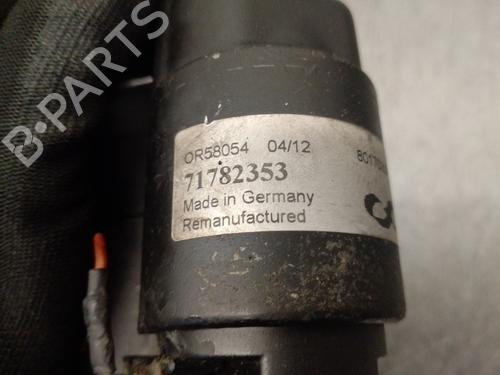 B-PARTS
OR58054 04/12
71782353
Made in Germany
Remanufactured